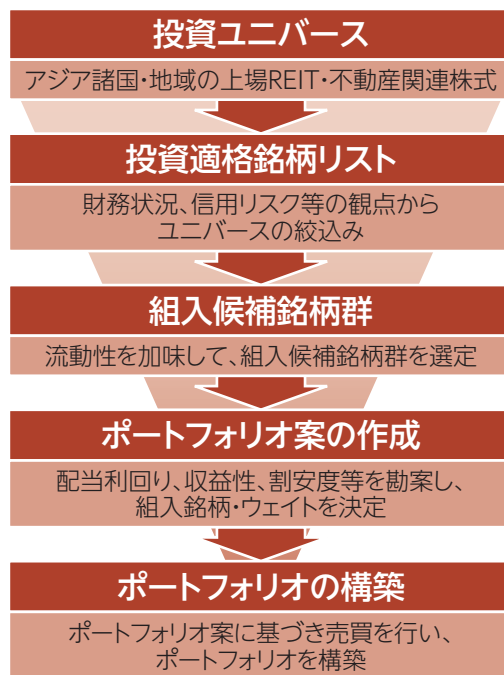 投資ユニバース
アジア諸国・地域の上場REIT・不動産関連株式
投資適格銘柄リスト
財務状況、信用リスク等の観点から
ユニバースの絞込み
組入候補銘柄群
流動性を加味して、組入候補銘柄群を選定
ポートフォリオ案の作成
配当利回り、収益性、割安度等を勘案し、
組入銘柄・ウェイトを決定
ポートフォリオの構築
ポートフォリオ案に基づき売買を行い、
ポートフォリオを構築